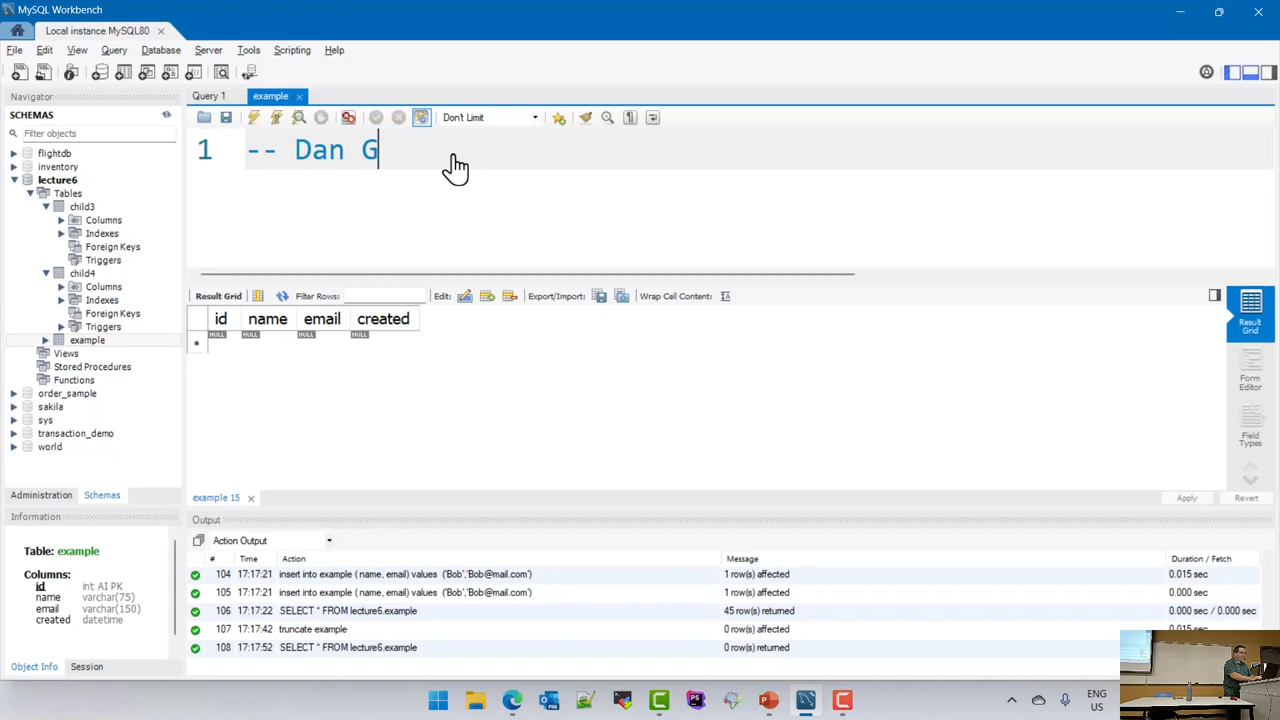 MySQL Workbench
Local instance MySQL80
File Edit View Query Database Server Tools Scripting Help
Navigator
SCHEMAS
Filter objects
flightdb
inventory
lecture6
Tables
child3
Columns
Indexes
Foreign Keys
Triggers
child4
Columns
Indexes
Foreign Keys
Triggers
example
Views
Stored Procedures
Functions
order_sample
sakila
sys
transaction_demo
world
Administration Schemas
Information
Table: example
Columns:
id int AI PK
name varchar(75)
email varchar(150)
created datetime
Object Info Session
Query 1 example
Don't Limit
1 -- Dan G
Result Grid Filter Rows: Edit: Export/Import: Wrap Cell Content:
id name email created
NULL NULL NULL NULL
Result Grid
Form Editor
Field Types
example 15 Apply Revert
Output
Action Output
# Time Action Message Duration / Fetch
104 17:17:21 insert into example ( name, email) values ('Bob','Bob@mail.com') 1 row(s) affected 0.015 sec
105 17:17:21 insert into example ( name, email) values ('Bob','Bob@mail.com') 1 row(s) affected 0.000 sec
106 17:17:22 SELECT * FROM lecture6.example 45 row(s) returned 0.000 sec / 0.000 sec
107 17:17:42 truncate example 0 row(s) affected 0.015 sec
108 17:17:52 SELECT * FROM lecture6.example 0 row(s) returned
PS
ENG
US